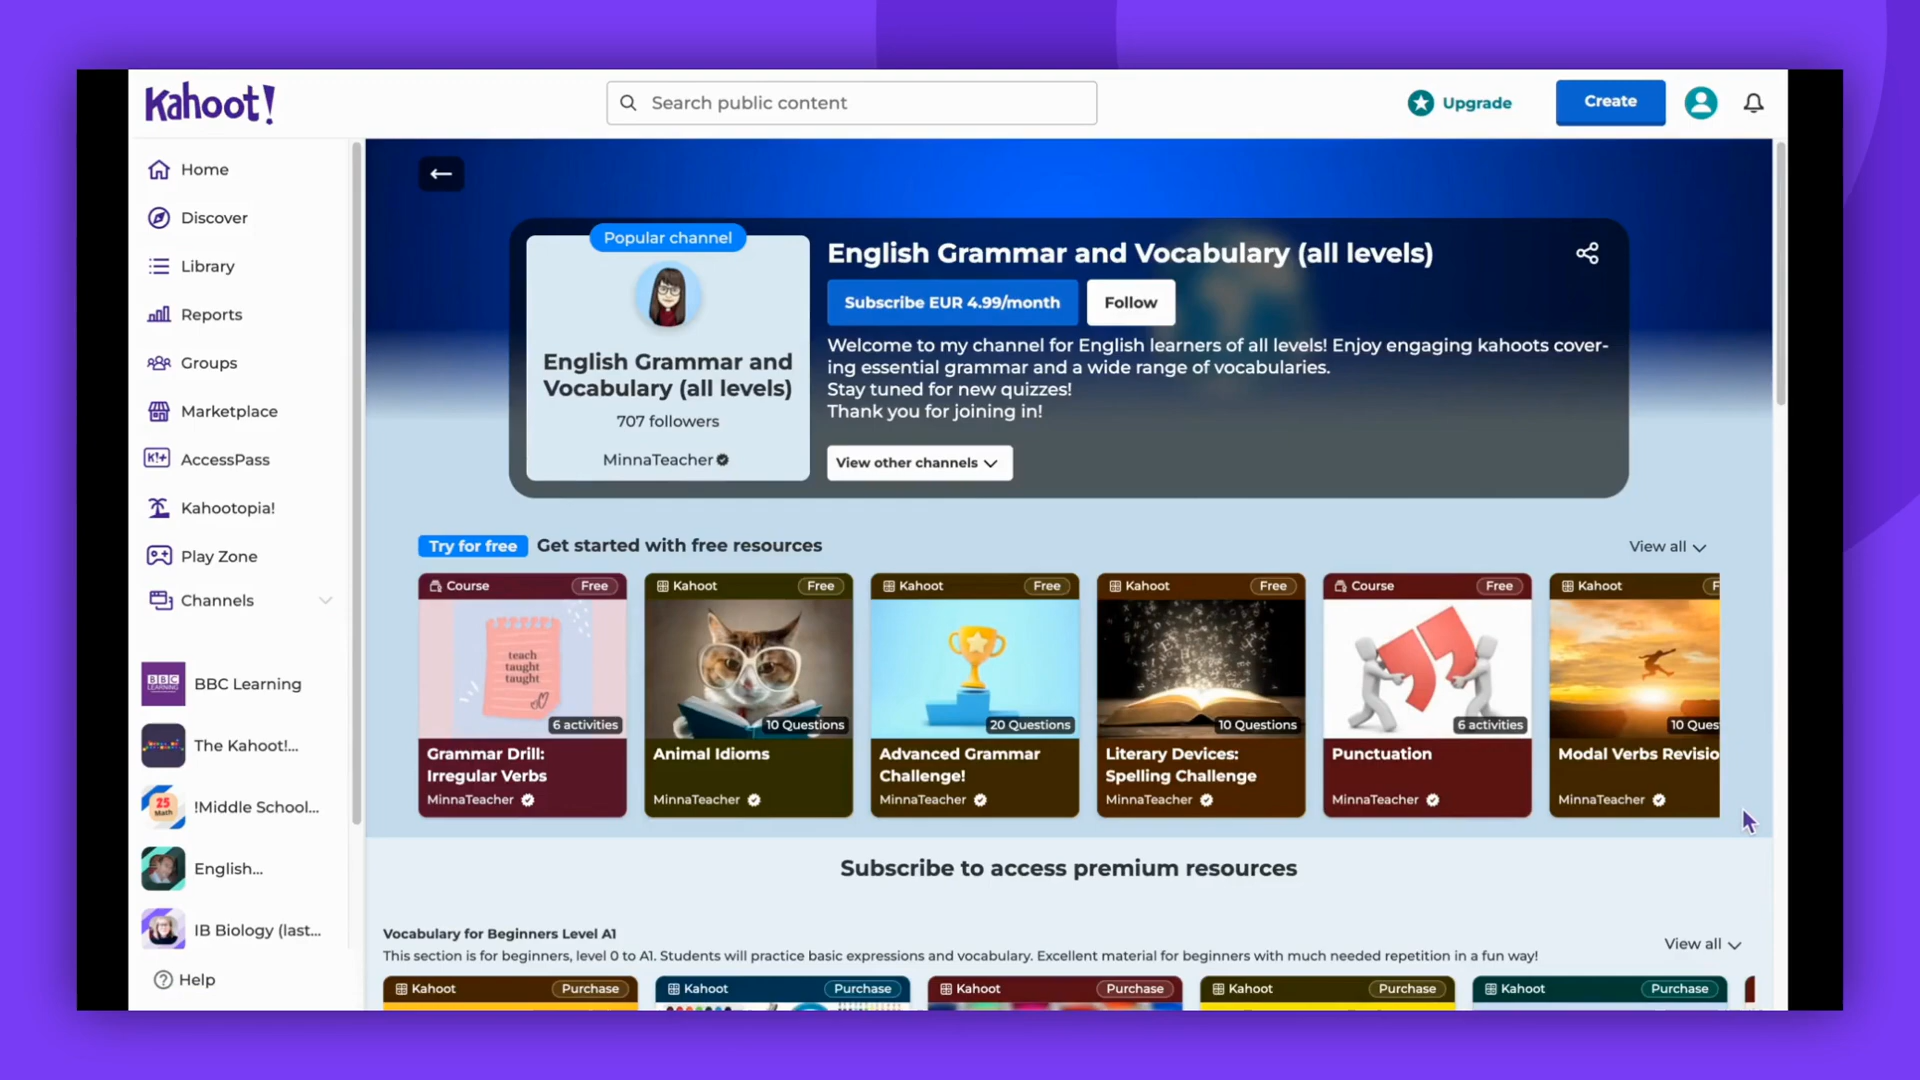 Kahoot!
Search public content
Upgrade
Create
Home
Discover
Library
Reports
Groups
Marketplace
K!+ AccessPass
Kahootopia!
Play Zone
Channels
BBC LEARNING
BBC Learning
The Kahoot!...
25 Math
!Middle School...
English...
IB Biology (last...
Help
Popular channel
English Grammar and
Vocabulary (all levels)
707 followers
MinnaTeacher
English Grammar and Vocabulary (all levels)
Subscribe EUR 4.99/month
Follow
Welcome to my channel for English learners of all levels! Enjoy engaging kahoots cover-
ing essential grammar and a wide range of vocabularies.
Stay tuned for new quizzes!
Thank you for joining in!
View other channels
Try for free
Get started with free resources
View all
Course Free
teach
taught
taught
6 activities
Grammar Drill:
Irregular Verbs
MinnaTeacher
Kahoot Free
10 Questions
Animal Idioms
MinnaTeacher
Kahoot Free
20 Questions
Advanced Grammar
Challenge!
MinnaTeacher
Kahoot Free
10 Questions
Literary Devices:
Spelling Challenge
MinnaTeacher
Course Free
6 activities
Punctuation
MinnaTeacher
Kahoot F
10 Ques
Modal Verbs Revisio
MinnaTeacher
Subscribe to access premium resources
Vocabulary for Beginners Level A1
This section is for beginners, level 0 to A1. Students will practice basic expressions and vocabulary. Excellent material for beginners with much needed repetition in a fun way!
View all
Kahoot Purchase
Kahoot Purchase
Kahoot Purchase
Kahoot Purchase
Kahoot Purchase